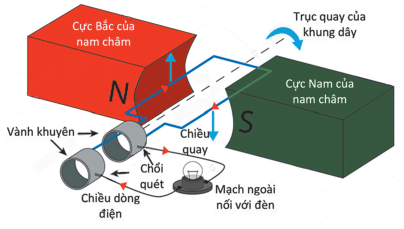 Cực Bắc của
nam châm
Trục quay của
khung dây
N
Cực Nam của
nam châm
S
Vành khuyên
Chiều
quay
Chổi
quét
Chiều dòng
điện
Mạch ngoài
nối với đèn